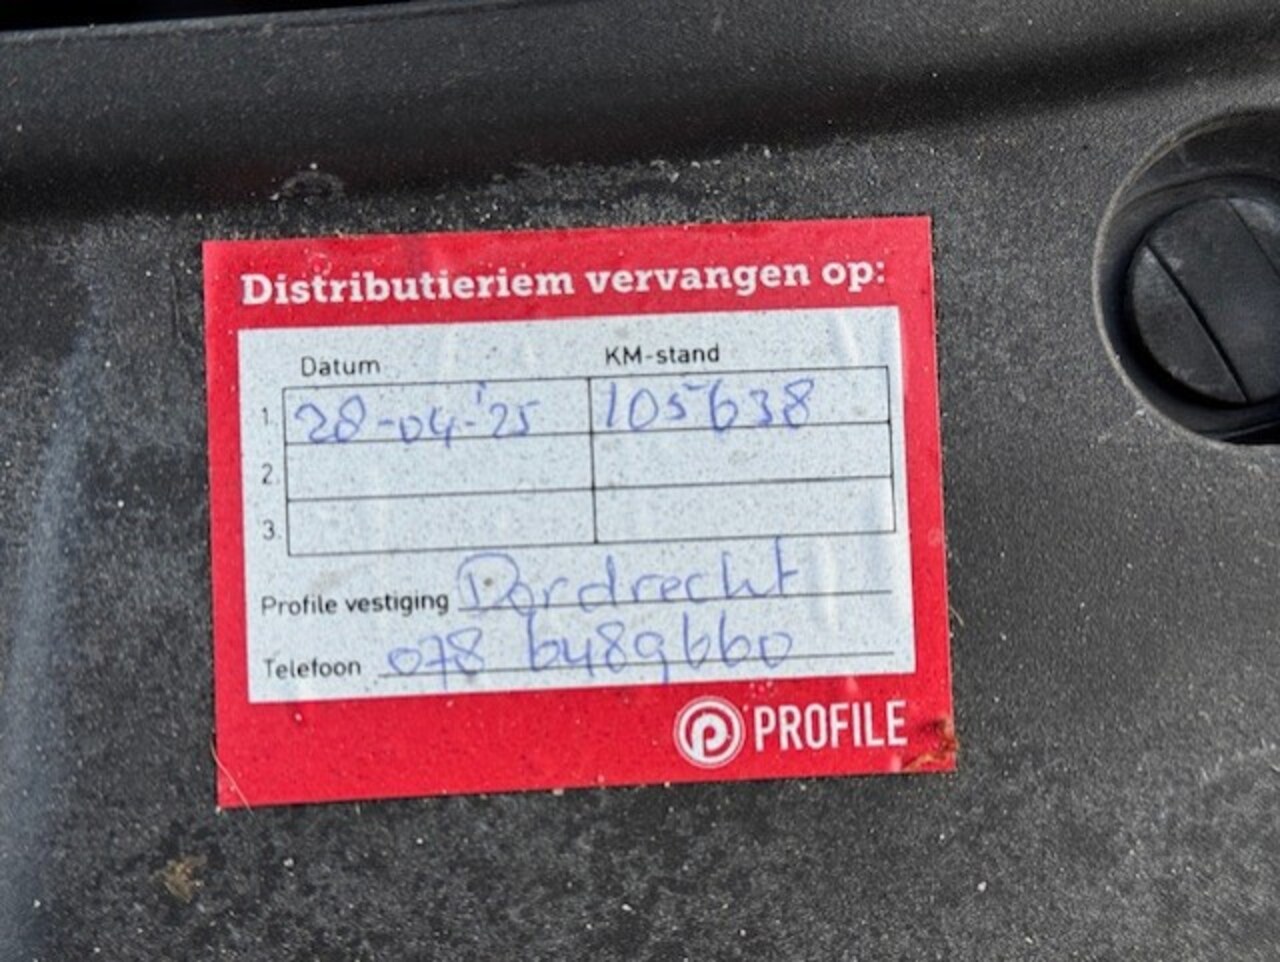 Distributieriem vervangen op:
Datum KM-stand
1. 28-04-'25 105638
2.
3.
Profile vestiging Dordrecht
Telefoon 078 6489660
PROFILE